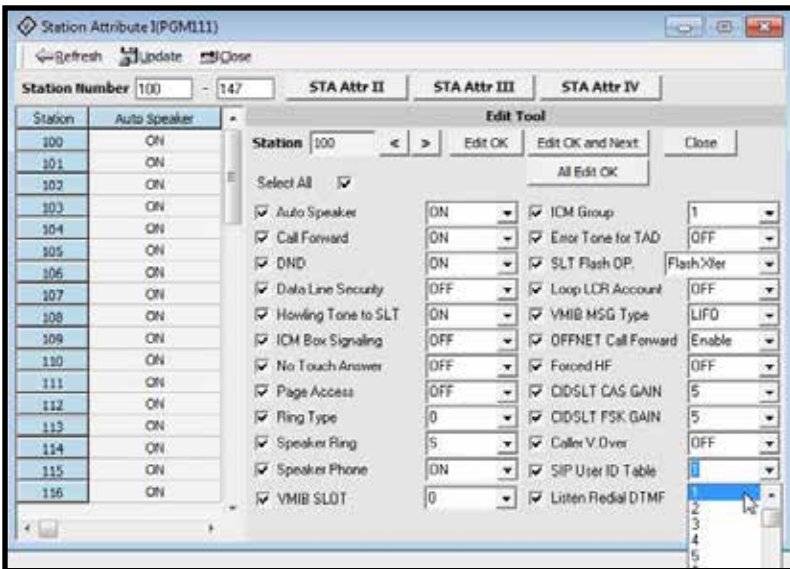 Station Attribute I(PGM111)
Refresh Update Close
Station Number 100 - 147 STA Attr II STA Attr III STA Attr IV
Station Auto Speaker
Edit Tool
100 ON
101 ON
102 ON
103 ON
104 ON
105 ON
106 ON
107 ON
108 ON
109 ON
110 ON
111 ON
112 ON
113 ON
114 ON
115 ON
116 ON
Station 100 < > Edit OK Edit OK and Next Close
All Edit OK
Select All
Auto Speaker ON
Call Forward ON
DND ON
Data Line Security OFF
Howling Tone to SLT ON
ICM Box Signaling OFF
No Touch Answer OFF
Page Access OFF
Ring Type 0
Speaker Ring S
Speaker Phone ON
VMIB SLOT 0
ICM Group 1
Error Tone for TAD OFF
SLT Flash OP. Flash Xfer
Loop LCR Account OFF
VMIB MSG Type LIFO
OFFNET Call Forward Enable
Forced HF OFF
CIDSLT CAS GAIN 5
CIDSLT FSK GAIN 5
Caller V.Over OFF
SIP User ID Table 1
Listen Redial DTMF
1
2
3
4
5